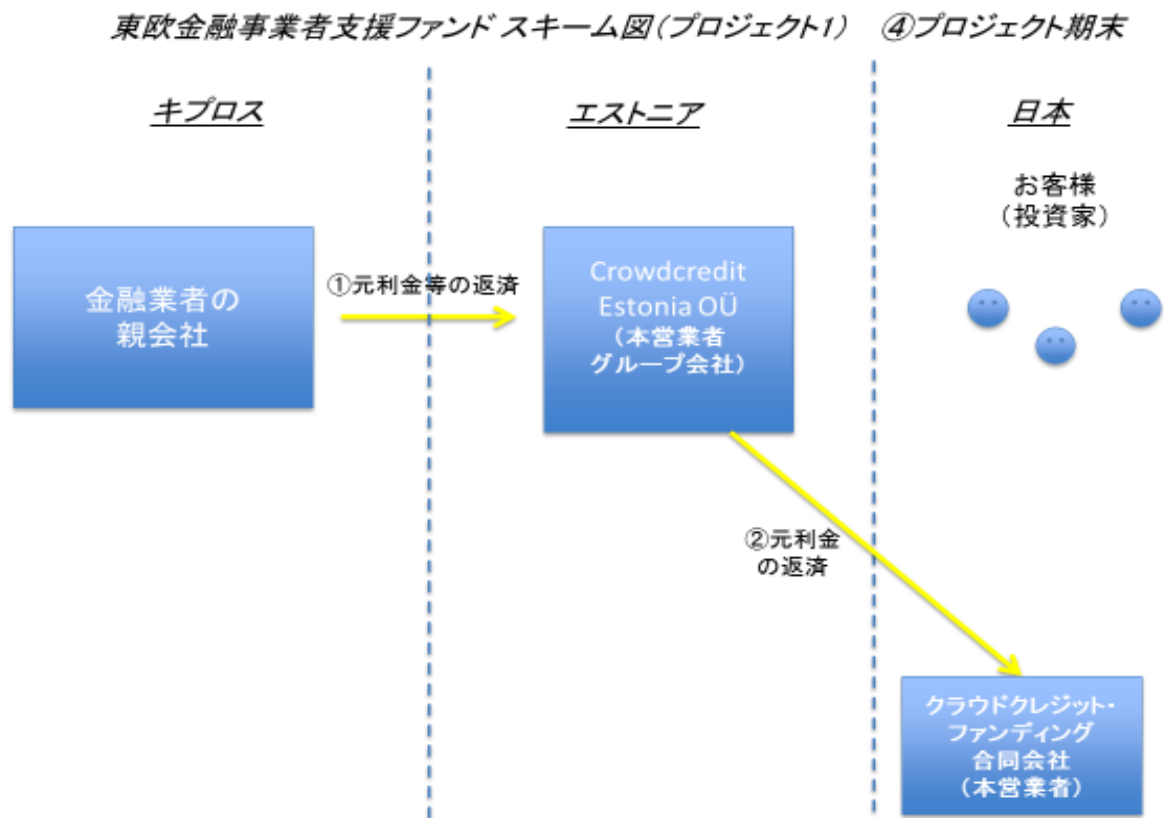 東欧金融事業者支援ファンド スキーム図(プロジェクト1) ④プロジェクト期末
キプロス
エストニア
日本
お客様
(投資家)
金融業者の
親会社
①元利金等の返済
Crowdcredit
Estonia OÜ
(本営業者
グループ会社)
②元利金
の返済
クラウドクレジット・
ファンディング
合同会社
(本営業者)